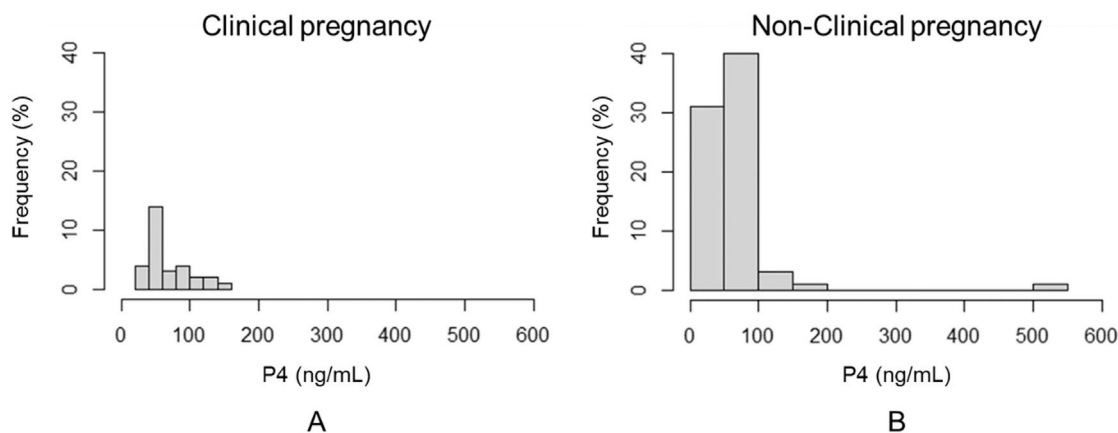 Clinical pregnancy
Frequency (%)
40
30
20
10
0
0 100 200 300 400 500 600
P4 (ng/mL)
A
Non-Clinical pregnancy
Frequency (%)
40
30
20
10
0
0 100 200 300 400 500 600
P4 (ng/mL)
B